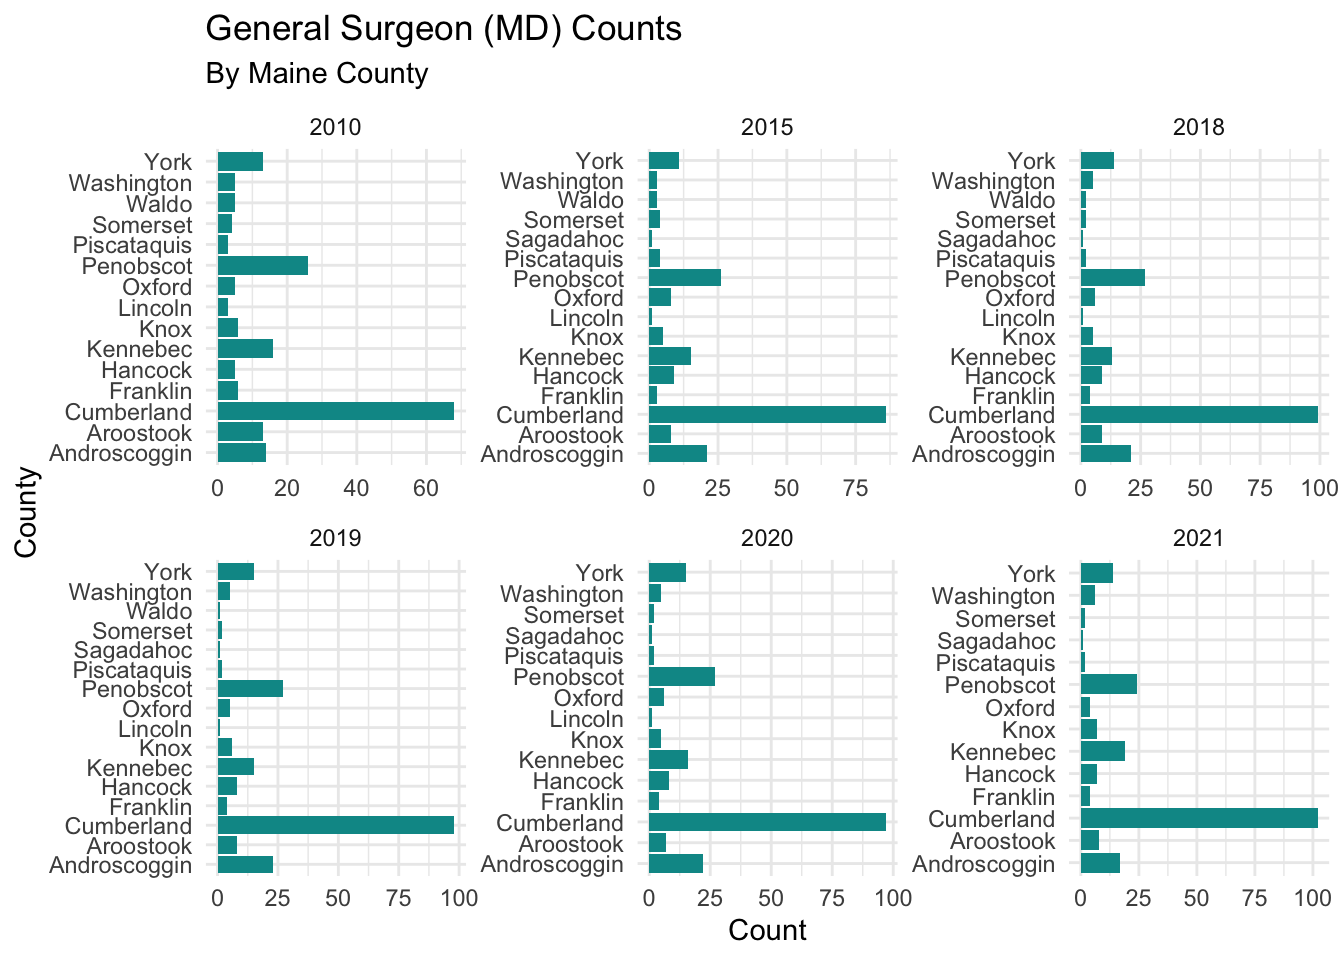 General Surgeon (MD) Counts
By Maine County
2010
York
Washington
Waldo
Somerset
Piscataquis
Penobscot
Oxford
Lincoln
Knox
Kennebec
Hancock
Franklin
Cumberland
Aroostook
Androscoggin
0 20 40 60
2015
York
Washington
Waldo
Somerset
Sagadahoc
Piscataquis
Penobscot
Oxford
Lincoln
Knox
Kennebec
Hancock
Franklin
Cumberland
Aroostook
Androscoggin
0 25 50 75
2018
York
Washington
Waldo
Somerset
Sagadahoc
Piscataquis
Penobscot
Oxford
Lincoln
Knox
Kennebec
Hancock
Franklin
Cumberland
Aroostook
Androscoggin
0 25 50 75 100
County
2019
York
Washington
Waldo
Somerset
Sagadahoc
Piscataquis
Penobscot
Oxford
Lincoln
Knox
Kennebec
Hancock
Franklin
Cumberland
Aroostook
Androscoggin
0 25 50 75 100
2020
York
Washington
Somerset
Sagadahoc
Piscataquis
Penobscot
Oxford
Lincoln
Knox
Kennebec
Hancock
Franklin
Cumberland
Aroostook
Androscoggin
0 25 50 75 100
2021
York
Washington
Somerset
Sagadahoc
Piscataquis
Penobscot
Oxford
Knox
Kennebec
Hancock
Franklin
Cumberland
Aroostook
Androscoggin
0 25 50 75 100
Count